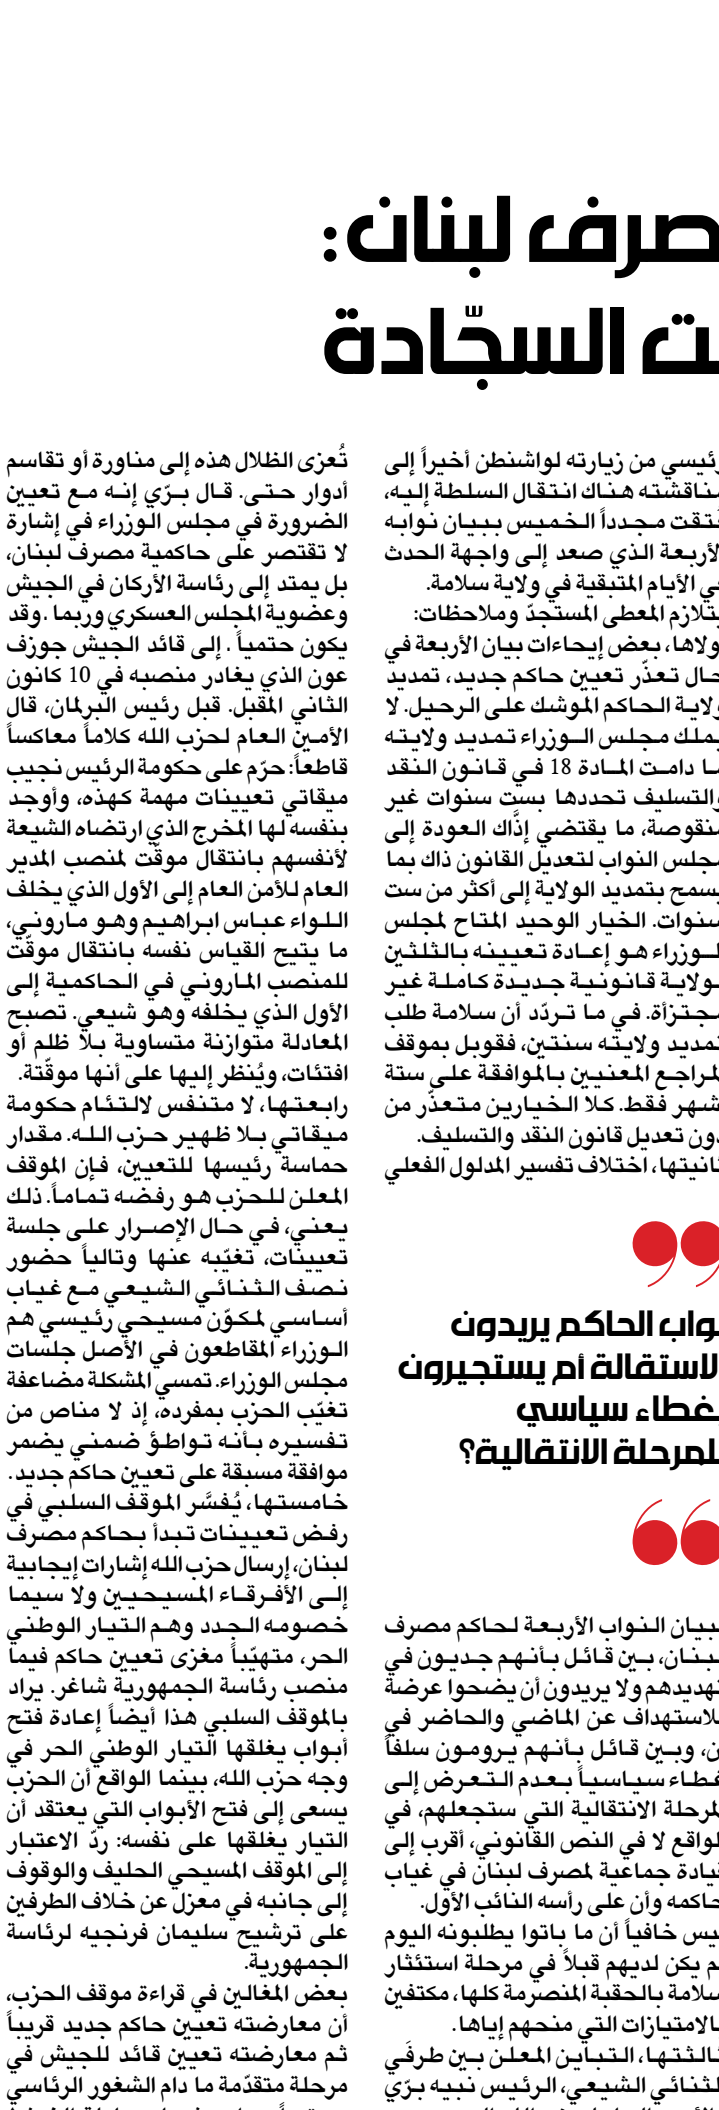 صرف لبنان:
ت السجّادة
رئيسي من زيارته لواشنطن أخيراً إلى
مناقشته هناك انتقال السلطة إليه،
لتقت مجدداً الخميس ببيان نوابه
لأربعة الذي صعد إلى واجهة الحدث
في الأيام المتبقية في ولاية سلامة.
يتلازم المعطى المستجدّ وملاحظات:
ولاها، بعض إيحاءات بيان الأربعة في
حال تعذّر تعيين حاكم جديد، تمديد
ولاية الحاكم الموشك على الرحيل. لا
يملك مجلس الوزراء تمديد ولايته
ما دامت المادة 18 في قانون النقد
والتسليف تحددها بست سنوات غير
منقوصة، ما يقتضي إذّاك العودة إلى
مجلس النواب لتعديل القانون ذاك بما
يسمح بتمديد الولاية إلى أكثر من ست
سنوات. الخيار الوحيد المتاح لمجلس
لوزراء هو إعادة تعيينه بالثلثين
ولاية قانونية جديدة كاملة غير
مجتزأة. في ما تردّد أن سلامة طلب
تمديد ولايته سنتين، فقوبل بموقف
لمراجع المعنيين بالموافقة على ستة
شهر فقط. كلا الخيارين متعذّر من
دون تعديل قانون النقد والتسليف.
ثانيتها، اختلاف تفسير المدلول الفعلي
نواب الحاكم يريدون
لاستقالة أم يستجيرون
غطاء سياسي
لمرحلة الانتقالية؟
لبيان النواب الأربعة لحاكم مصرف
لبنان، بين قائل بأنهم جديون في
تهديدهم ولا يريدون أن يضحوا عرضة
للاستهداف عن الماضي والحاضر في
ن، وبين قائل بأنهم يرومون سلفاً
غطاء سياسياً بعدم التعرض إلى
لمرحلة الانتقالية التي ستجعلهم، في
لواقع لا في النص القانوني، أقرب إلى
قيادة جماعية لمصرف لبنان في غياب
حاكمه وأن على رأسه النائب الأول.
ليس خافياً أن ما باتوا يطلبونه اليوم
م يكن لديهم قبلاً في مرحلة استئثار
سلامة بالحقبة المنصرمة كلها، مكتفين
بالامتيازات التي منحهم إياها.
ثالثتها، التباين المعلن بين طرفَي
لثنائي الشيعي، الرئيس نبيه برّي
تُعزى الظلال هذه إلى مناورة أو تقاسم
أدوار حتى. قال برّي إنه مع تعيين
الضرورة في مجلس الوزراء في إشارة
لا تقتصر على حاكمية مصرف لبنان،
بل يمتد إلى رئاسة الأركان في الجيش
وعضوية المجلس العسكري وربما . وقد
يكون حتمياً . إلى قائد الجيش جوزف
عون الذي يغادر منصبه في 10 كانون
الثاني المقبل. قبل رئيس البرلمان، قال
الأمين العام لحزب الله كلاماً معاكساً
قاطعاً: حرّم على حكومة الرئيس نجيب
ميقاتي تعيينات مهمة كهذه، وأوجد
بنفسه لها المخرج الذي ارتضاه الشيعة
لأنفسهم بانتقال موقّت لمنصب المدير
العام للأمن العام إلى الأول الذي يخلف
اللواء عباس ابراهيم وهو ماروني،
ما يتيح القياس نفسه بانتقال موقّت
للمنصب الماروني في الحاكمية إلى
الأول الذي يخلفه وهو شيعي. تصبح
المعادلة متوازنة متساوية بلا ظلم أو
افتئات، ويُنظر إليها على أنها موقّتة.
رابعتها، لا متنفس لالتئام حكومة
ميقاتي بلا ظهير حزب الله. مقدار
حماسة رئيسها للتعيين، فإن الموقف
المعلن للحزب هو رفضه تماماً. ذلك
يعني، في حال الإصرار على جلسة
تعيينات، تغيّبه عنها وتالياً حضور
نصف الثنائي الشيعي مع غياب
أساسي لمكوّن مسيحي رئيسي هم
الوزراء المقاطعون في الأصل جلسات
مجلس الوزراء. تمسي المشكلة مضاعفة
تغيّب الحزب بمفرده، إذ لا مناص من
تفسيره بأنه تواطؤ ضمني يضمر
موافقة مسبقة على تعيين حاكم جديد.
خامستها، يُفسَّر الموقف السلبي في
رفض تعيينات تبدأ بحاكم مصرف
لبنان، إرسال حزب الله إشارات إيجابية
إلى الأفرقاء المسيحيين ولا سيما
خصومه الجدد وهم التيار الوطني
الحر، متهيّباً مغزى تعيين حاكم فيما
منصب رئاسة الجمهورية شاغر. يراد
بالموقف السلبي هذا أيضاً إعادة فتح
أبواب يغلقها التيار الوطني الحر في
وجه حزب الله، بينما الواقع أن الحزب
يسعى إلى فتح الأبواب التي يعتقد أن
التيار يغلقها على نفسه: ردّ الاعتبار
إلى الموقف المسيحي الحليف والوقوف
إلى جانبه في معزل عن خلاف الطرفين
على ترشيح سليمان فرنجيه لرئاسة
الجمهورية.
بعض المغالين في قراءة موقف الحزب،
أن معارضته تعيين حاكم جديد قريباً
ثم معارضته تعيين قائد للجيش في
مرحلة متقدّمة ما دام الشغور الرئاسي